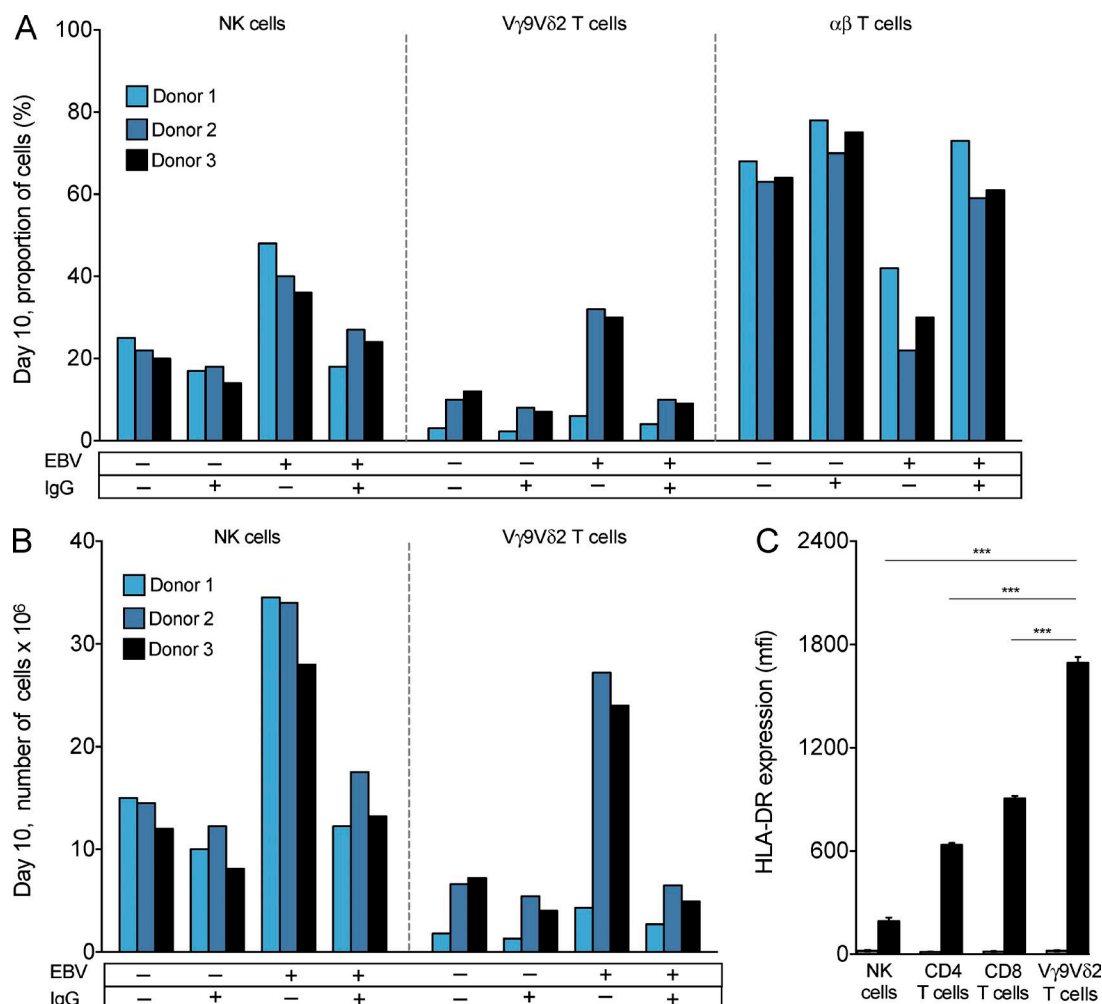 A
NK cells Vγ9Vδ2 T cells αβ T cells
Day 10, proportion of cells (%)
100
80
60
40
20
0
Donor 1
Donor 2
Donor 3
EBV – – + + – – + + – – + +
IgG – + – + – + – + – + – +
B
NK cells Vγ9Vδ2 T cells
Day 10, number of cells x 10⁶
40
30
20
10
0
Donor 1
Donor 2
Donor 3
EBV – – + + – – + +
IgG – + – + – + – +
C
HLA-DR expression (mfi)
2400
1800
1200
600
0
***
***
***
NK cells
CD4 T cells
CD8 T cells
Vγ9Vδ2 T cells